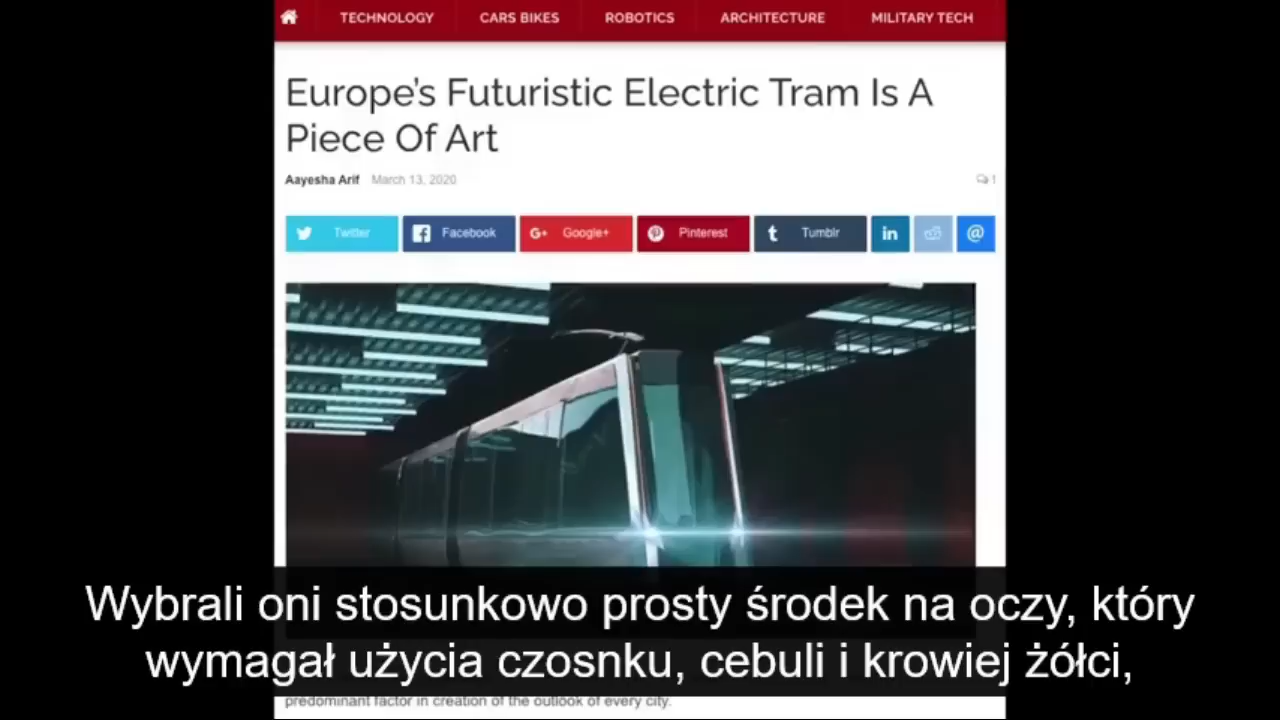 TECHNOLOGY CARS BIKES ROBOTICS ARCHITECTURE MILITARY TECH
Europe's Futuristic Electric Tram Is A
Piece Of Art
Aayesha Arif March 13, 2020 1
Twitter Facebook G+ Google+ Pinterest t Tumblr in @
Wybrali oni stosunkowo prosty środek na oczy, który
wymagał użycia czosnku, cebuli i krowiej żółci,
predominant factor in creation of the outlook of every city.